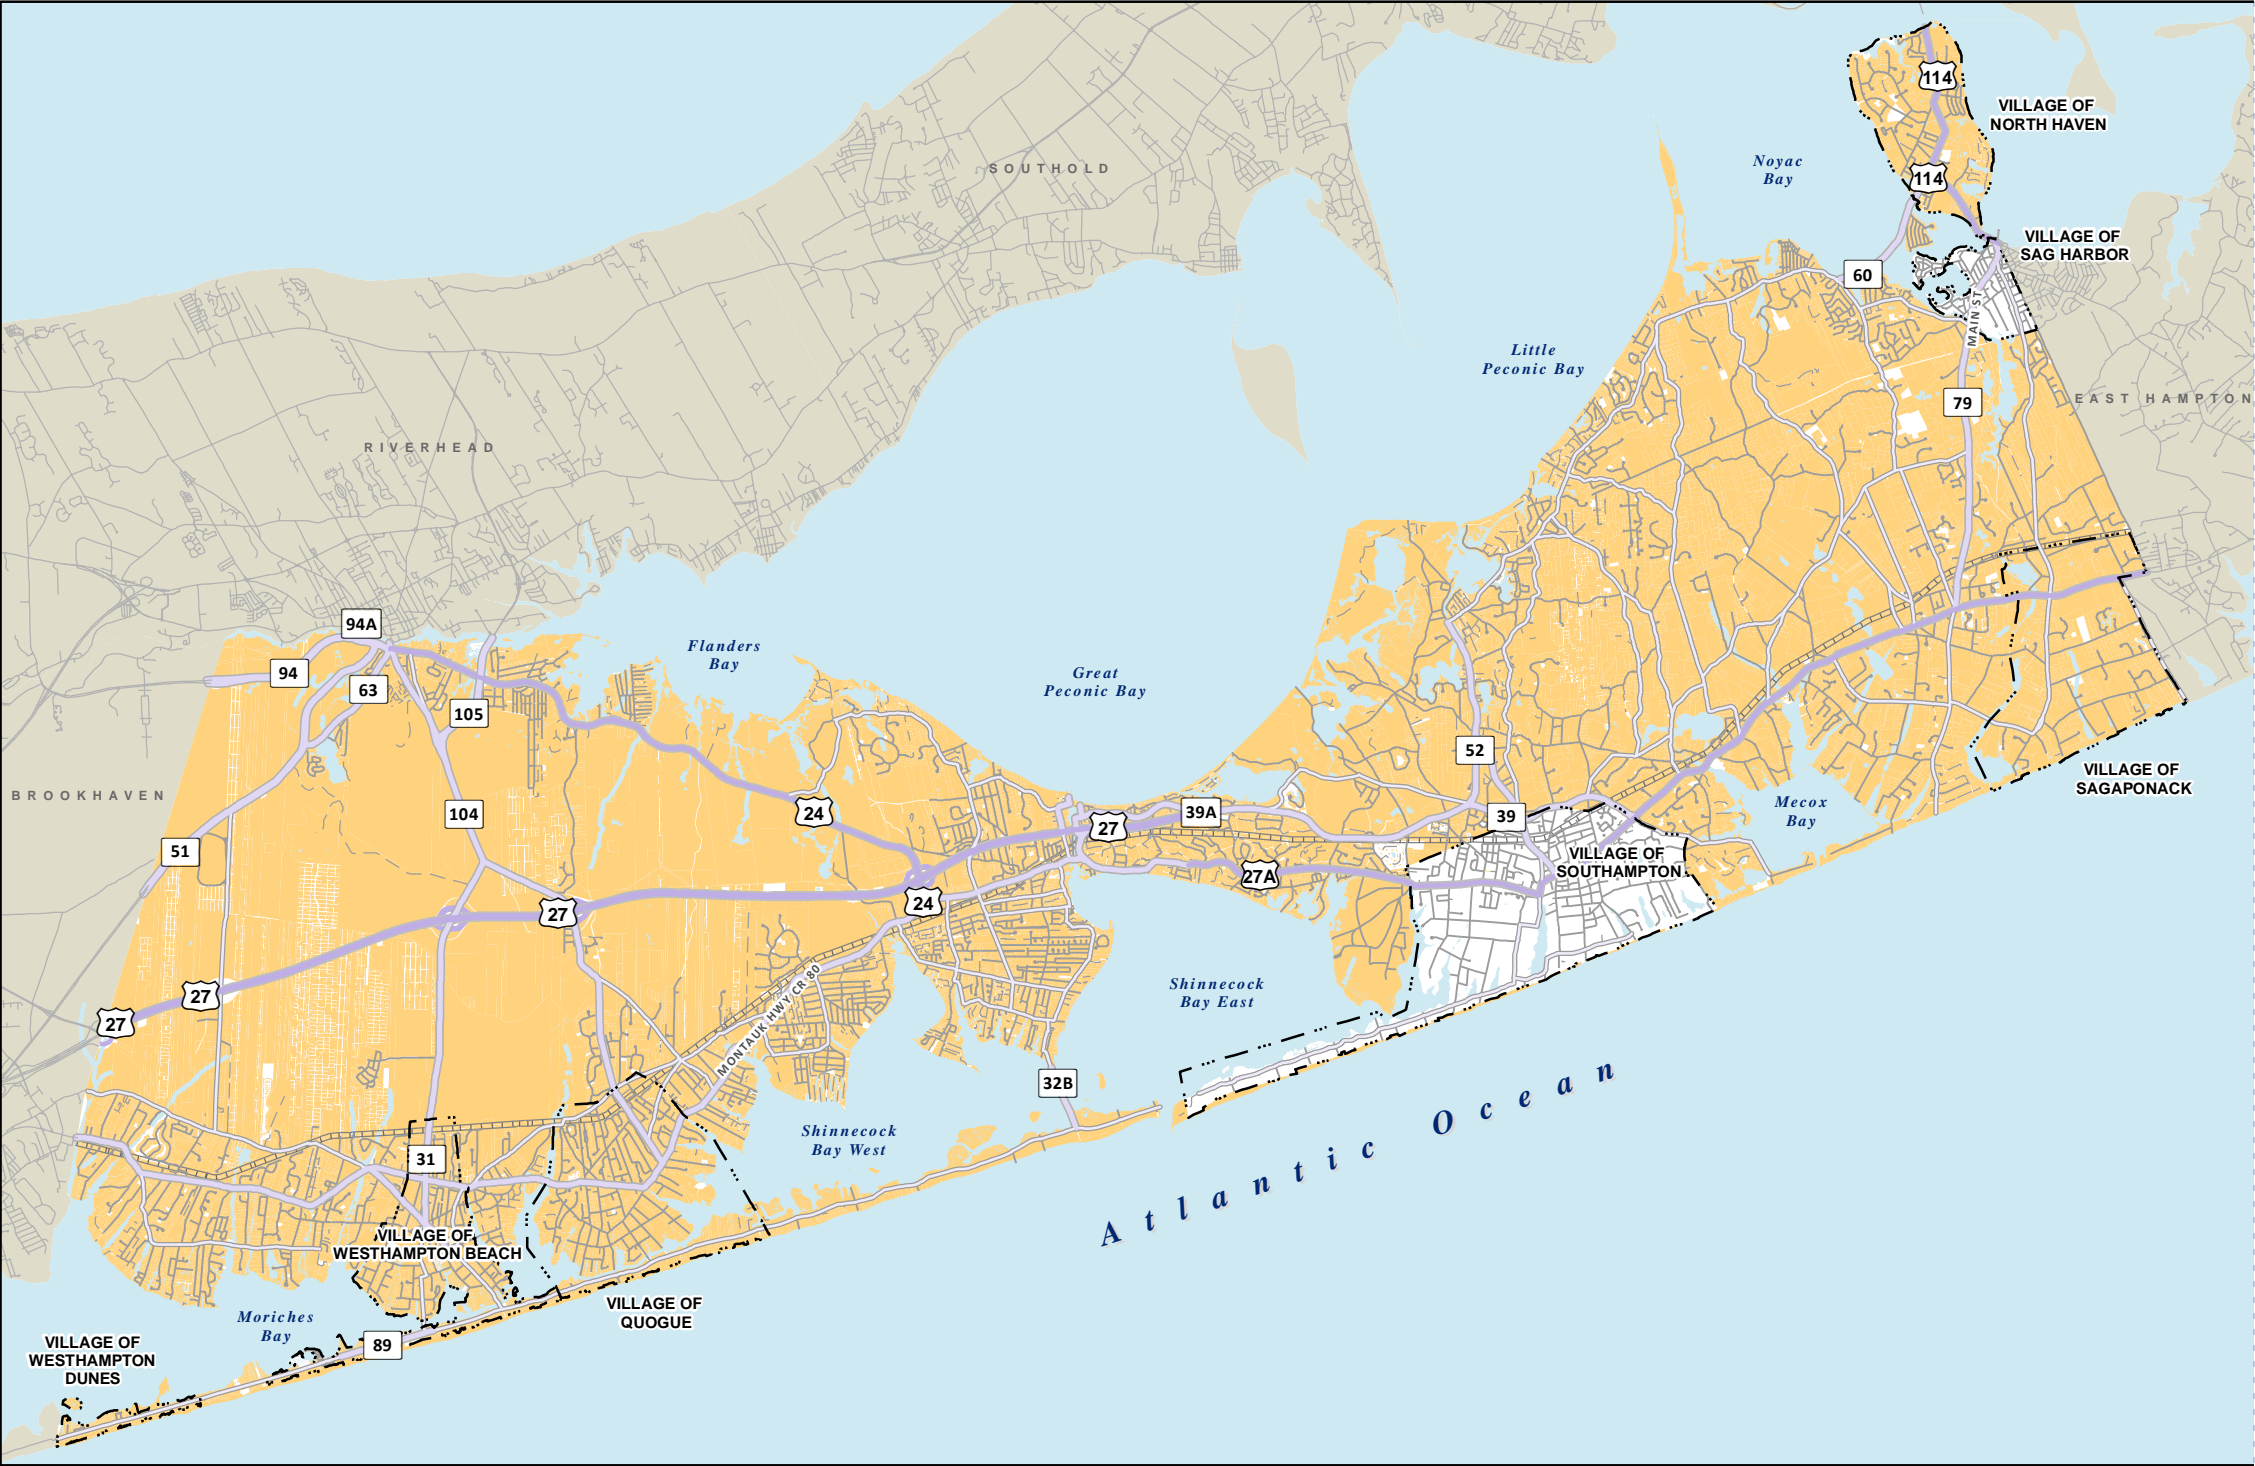 114
VILLAGE OF
NORTH HAVEN
SOUTHOLD
Noyac
Bay
114
VILLAGE OF
SAG HARBOR
60
MAIN ST
Little
Peconic Bay
79
EAST HAMPTON
RIVERHEAD
94A
Flanders
Bay
94
63
Great
Peconic Bay
105
52
VILLAGE OF
SAGAPONACK
BROOKHAVEN
104
24
27
39A
39
Mecox
Bay
51
VILLAGE OF
SOUTHAMPTON
27A
24
27
27
27
MONTAUK HWY CR 80
Shinnecock
Bay East
32B
Atlantic Ocean
Shinnecock
Bay West
31
VILLAGE OF
WESTHAMPTON BEACH
Moriches
Bay
VILLAGE OF
QUOGUE
89
VILLAGE OF
WESTHAMPTON
DUNES